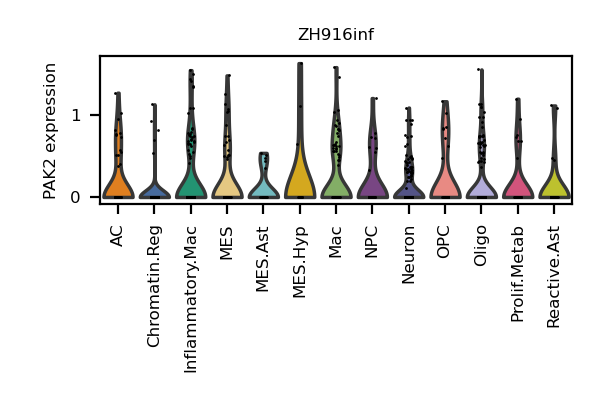 ZH916inf
PAK2 expression
1
0
AC
Chromatin.Reg
Inflammatory.Mac
MES
MES.Ast
MES.Hyp
Mac
NPC
Neuron
OPC
Oligo
Prolif.Metab
Reactive.Ast